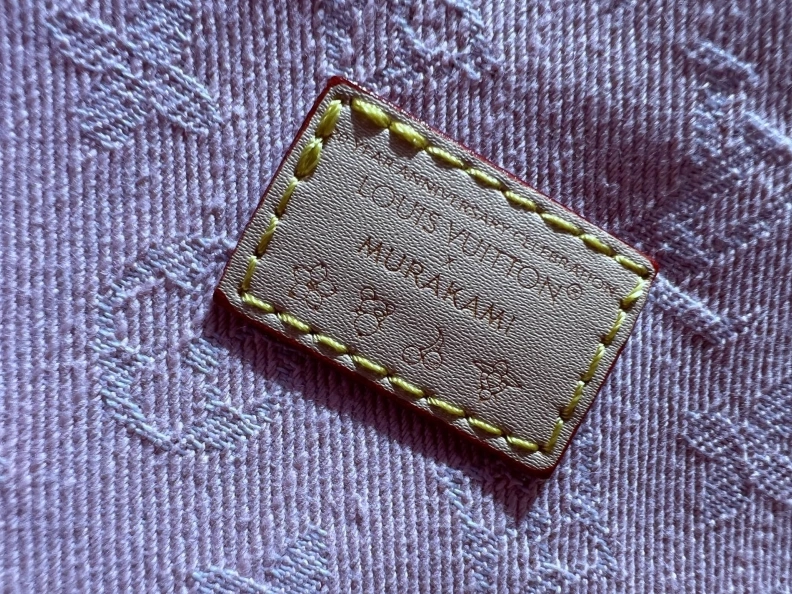 YEAR ANNIVERSARY CELEBRATION
LOUIS VUITTON®
×
MURAKAMI